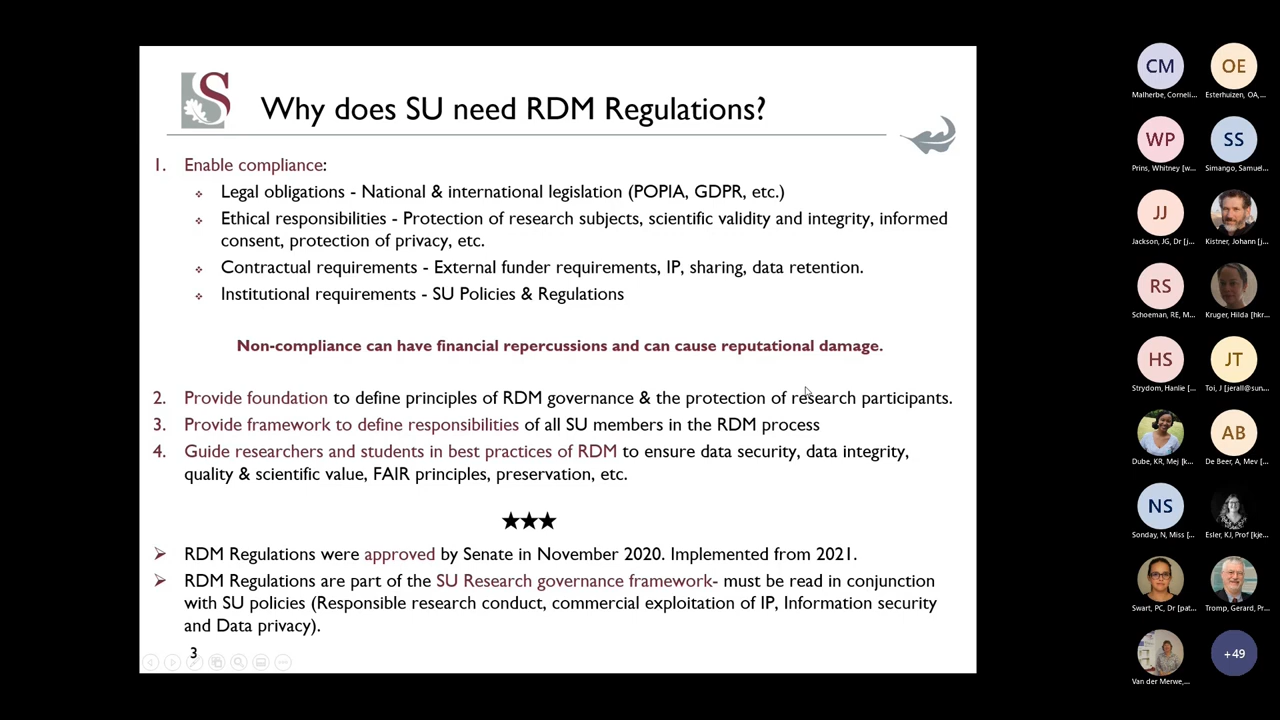 S
Why does SU need RDM Regulations?
1. Enable compliance:
Legal obligations - National & international legislation (POPIA, GDPR, etc.)
Ethical responsibilities - Protection of research subjects, scientific validity and integrity, informed
consent, protection of privacy, etc.
Contractual requirements - External funder requirements, IP, sharing, data retention.
Institutional requirements - SU Policies & Regulations
Non-compliance can have financial repercussions and can cause reputational damage.
2. Provide foundation to define principles of RDM governance & the protection of research participants.
3. Provide framework to define responsibilities of all SU members in the RDM process
4. Guide researchers and students in best practices of RDM to ensure data security, data integrity,
quality & scientific value, FAIR principles, preservation, etc.
★★★
RDM Regulations were approved by Senate in November 2020. Implemented from 2021.
RDM Regulations are part of the SU Research governance framework- must be read in conjunction
with SU policies (Responsible research conduct, commercial exploitation of IP, Information security
and Data privacy).
3
CM OE
Malherbe, Corneli... Esterhuizen, OA,...
WP SS
Prins, Whitney [w... Simango, Samuel...
JJ
Jackson, JG, Dr [j... Kistner, Johann [j...
RS
Schoeman, RE, M... Kruger, Hilda [hkr...
HS JT
Strydom, Hanlie [... Toi, J [jerall@sun...
AB
Dube, KR, Mej [k... De Beer, A, Mev [...
NS
Sonday, N, Miss [... Esler, KJ, Prof [kje...
Swart, PC, Dr [pat... Tromp, Gerard, Pr...
+49
Van der Merwe,...